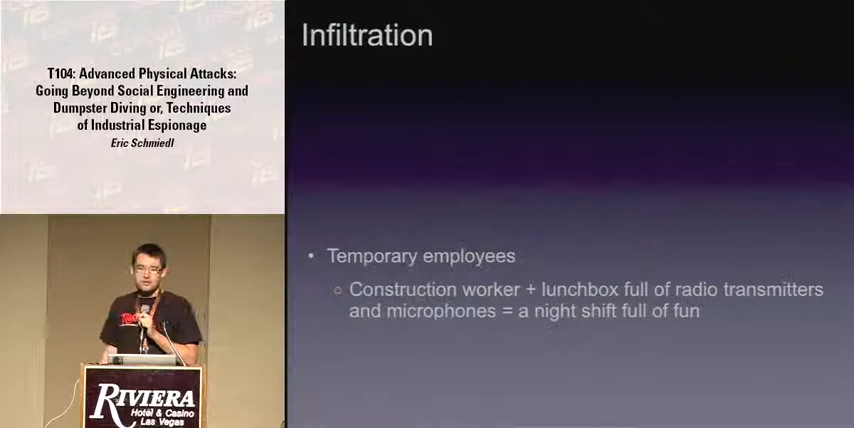 T104: Advanced Physical Attacks:
Going Beyond Social Engineering and
Dumpster Diving or, Techniques
of Industrial Espionage
Eric Schmiedl
Infiltration
• Temporary employees
○ Construction worker + lunchbox full of radio transmitters
and microphones = a night shift full of fun
RIVIERA
Hotel & Casino
Las Vegas